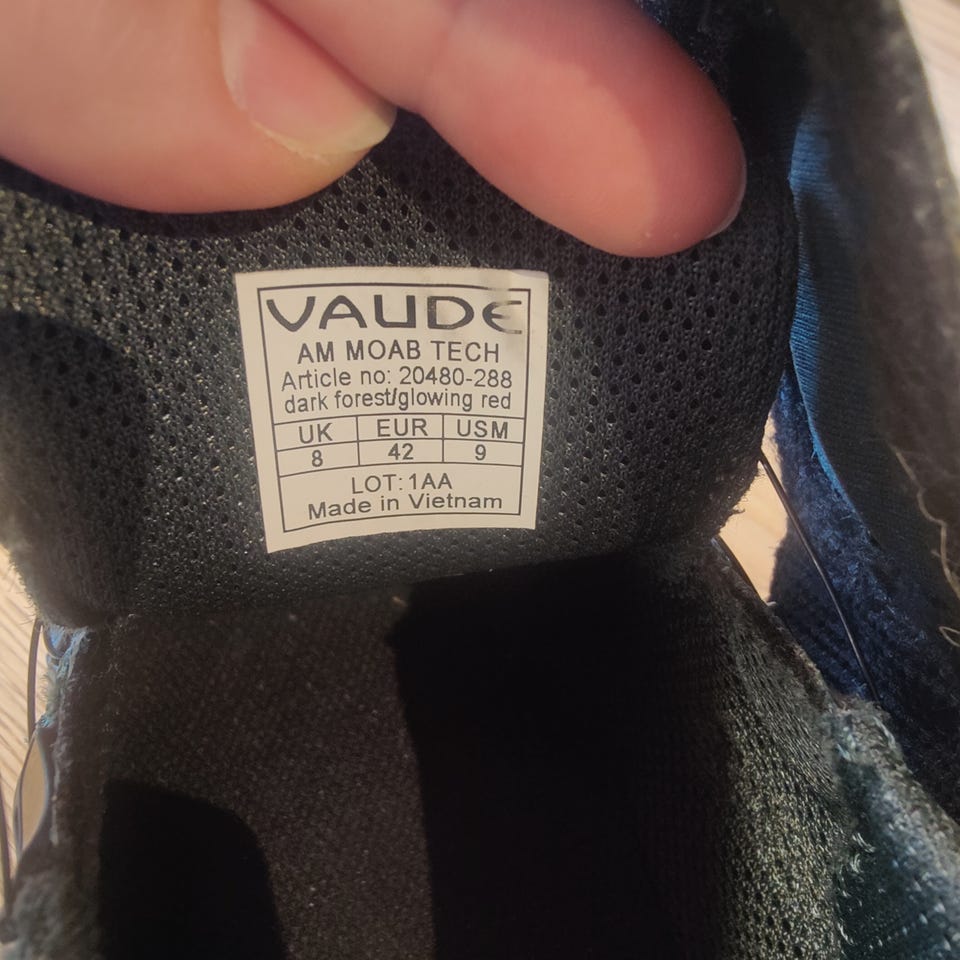 VAUDE
AM MOAB TECH
Article no: 20480-288
dark forest/glowing red
UK EUR USM
8 42 9
LOT: 1AA
Made in Vietnam